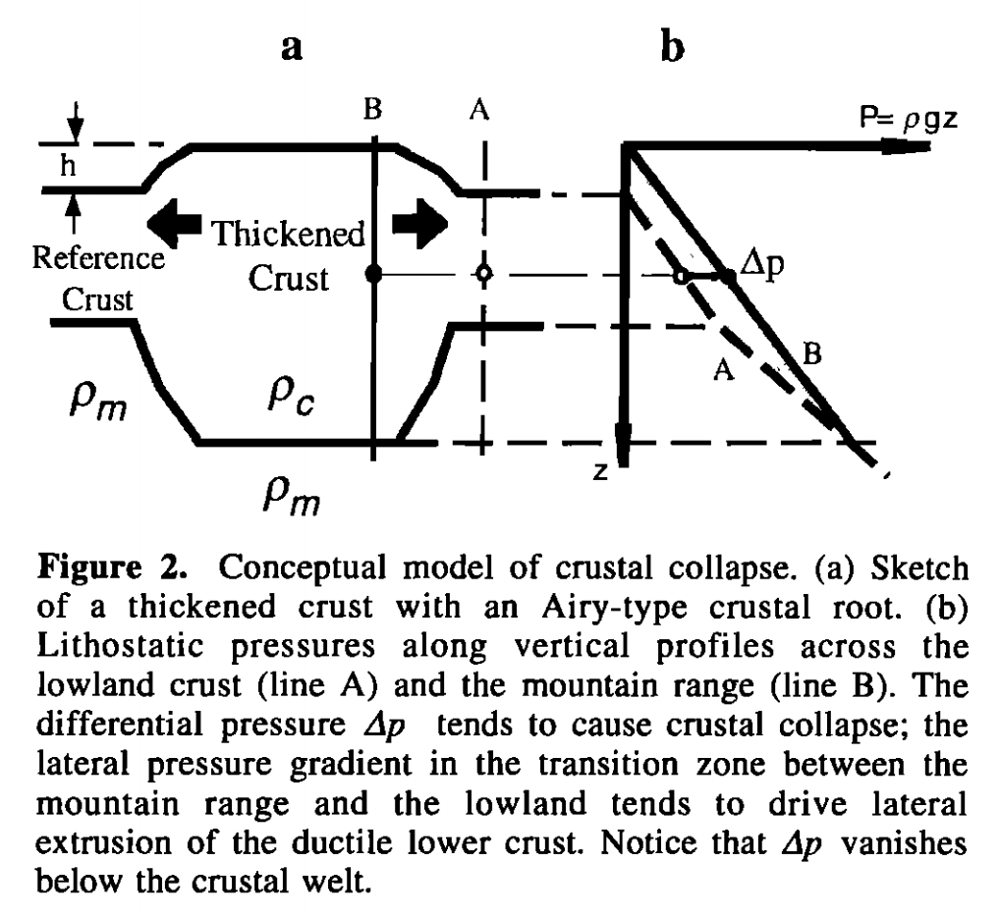 a
b
B
A
P= ρgz
h
Thickened
Crust
Reference
Crust
Δp
B
A
ρm
ρc
z
ρm
Figure 2. Conceptual model of crustal collapse. (a) Sketch
of a thickened crust with an Airy-type crustal root. (b)
Lithostatic pressures along vertical profiles across the
lowland crust (line A) and the mountain range (line B). The
differential pressure Δp tends to cause crustal collapse; the
lateral pressure gradient in the transition zone between the
mountain range and the lowland tends to drive lateral
extrusion of the ductile lower crust. Notice that Δp vanishes
below the crustal welt.